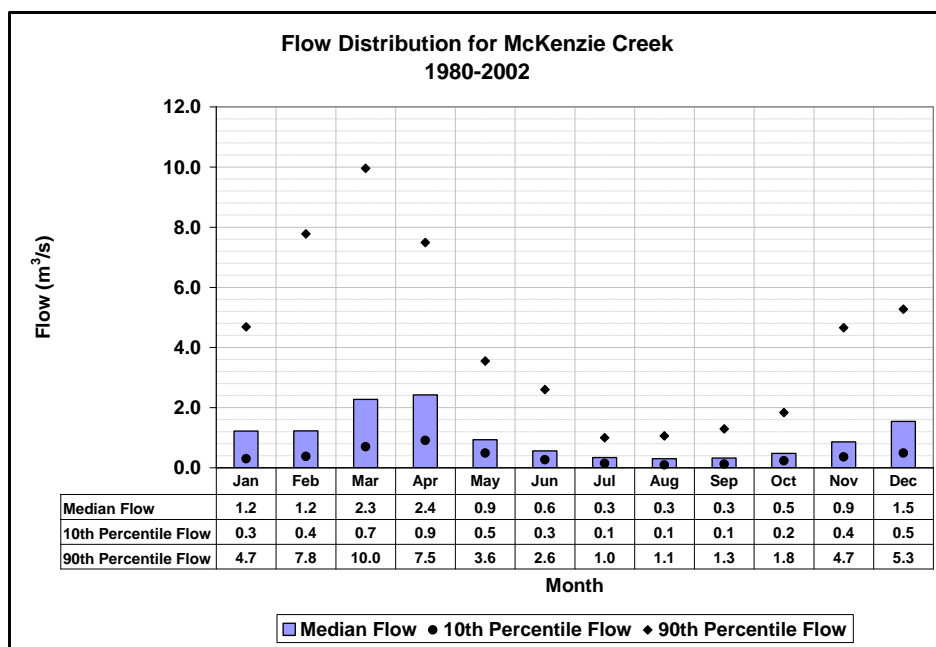 Flow Distribution for McKenzie Creek
1980-2002
Flow (m³/s)
12.0
10.0
8.0
6.0
4.0
2.0
0.0
Jan Feb Mar Apr May Jun Jul Aug Sep Oct Nov Dec
Median Flow 1.2 1.2 2.3 2.4 0.9 0.6 0.3 0.3 0.3 0.5 0.9 1.5
10th Percentile Flow 0.3 0.4 0.7 0.9 0.5 0.3 0.1 0.1 0.1 0.2 0.4 0.5
90th Percentile Flow 4.7 7.8 10.0 7.5 3.6 2.6 1.0 1.1 1.3 1.8 4.7 5.3
Month
Median Flow 10th Percentile Flow 90th Percentile Flow